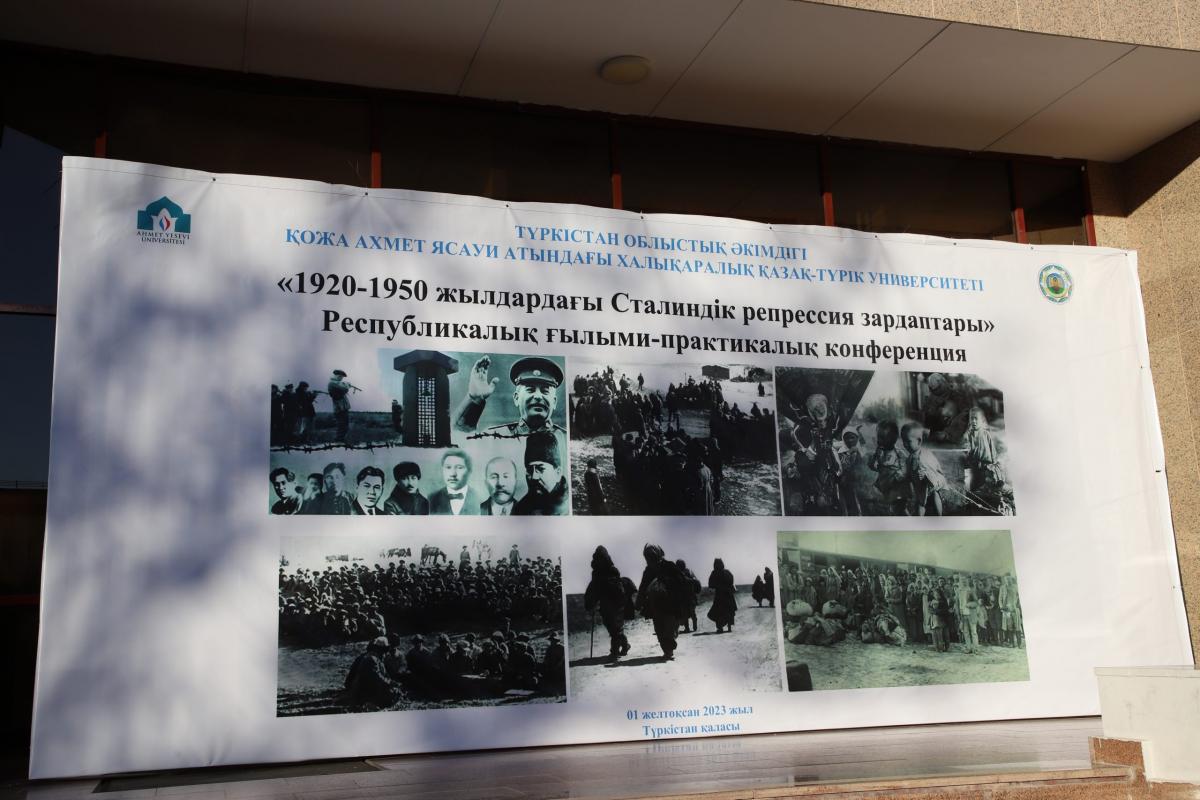 AHMET YESEVI
ÜNİVERSİTESİ
ТҮРКІСТАН ОБЛЫСТЫҚ ӘКІМДІГІ
ҚОЖА АХМЕТ ЯСАУИ АТЫНДАҒЫ ХАЛЫҚАРАЛЫҚ ҚАЗАҚ-ТҮРІК УНИВЕРСИТЕТІ
«1920-1950 жылдардағы Сталиндік репрессия зардаптары»
Республикалық ғылыми-практикалық конференция
01 желтоқсан 2023 жыл
Түркістан қаласы